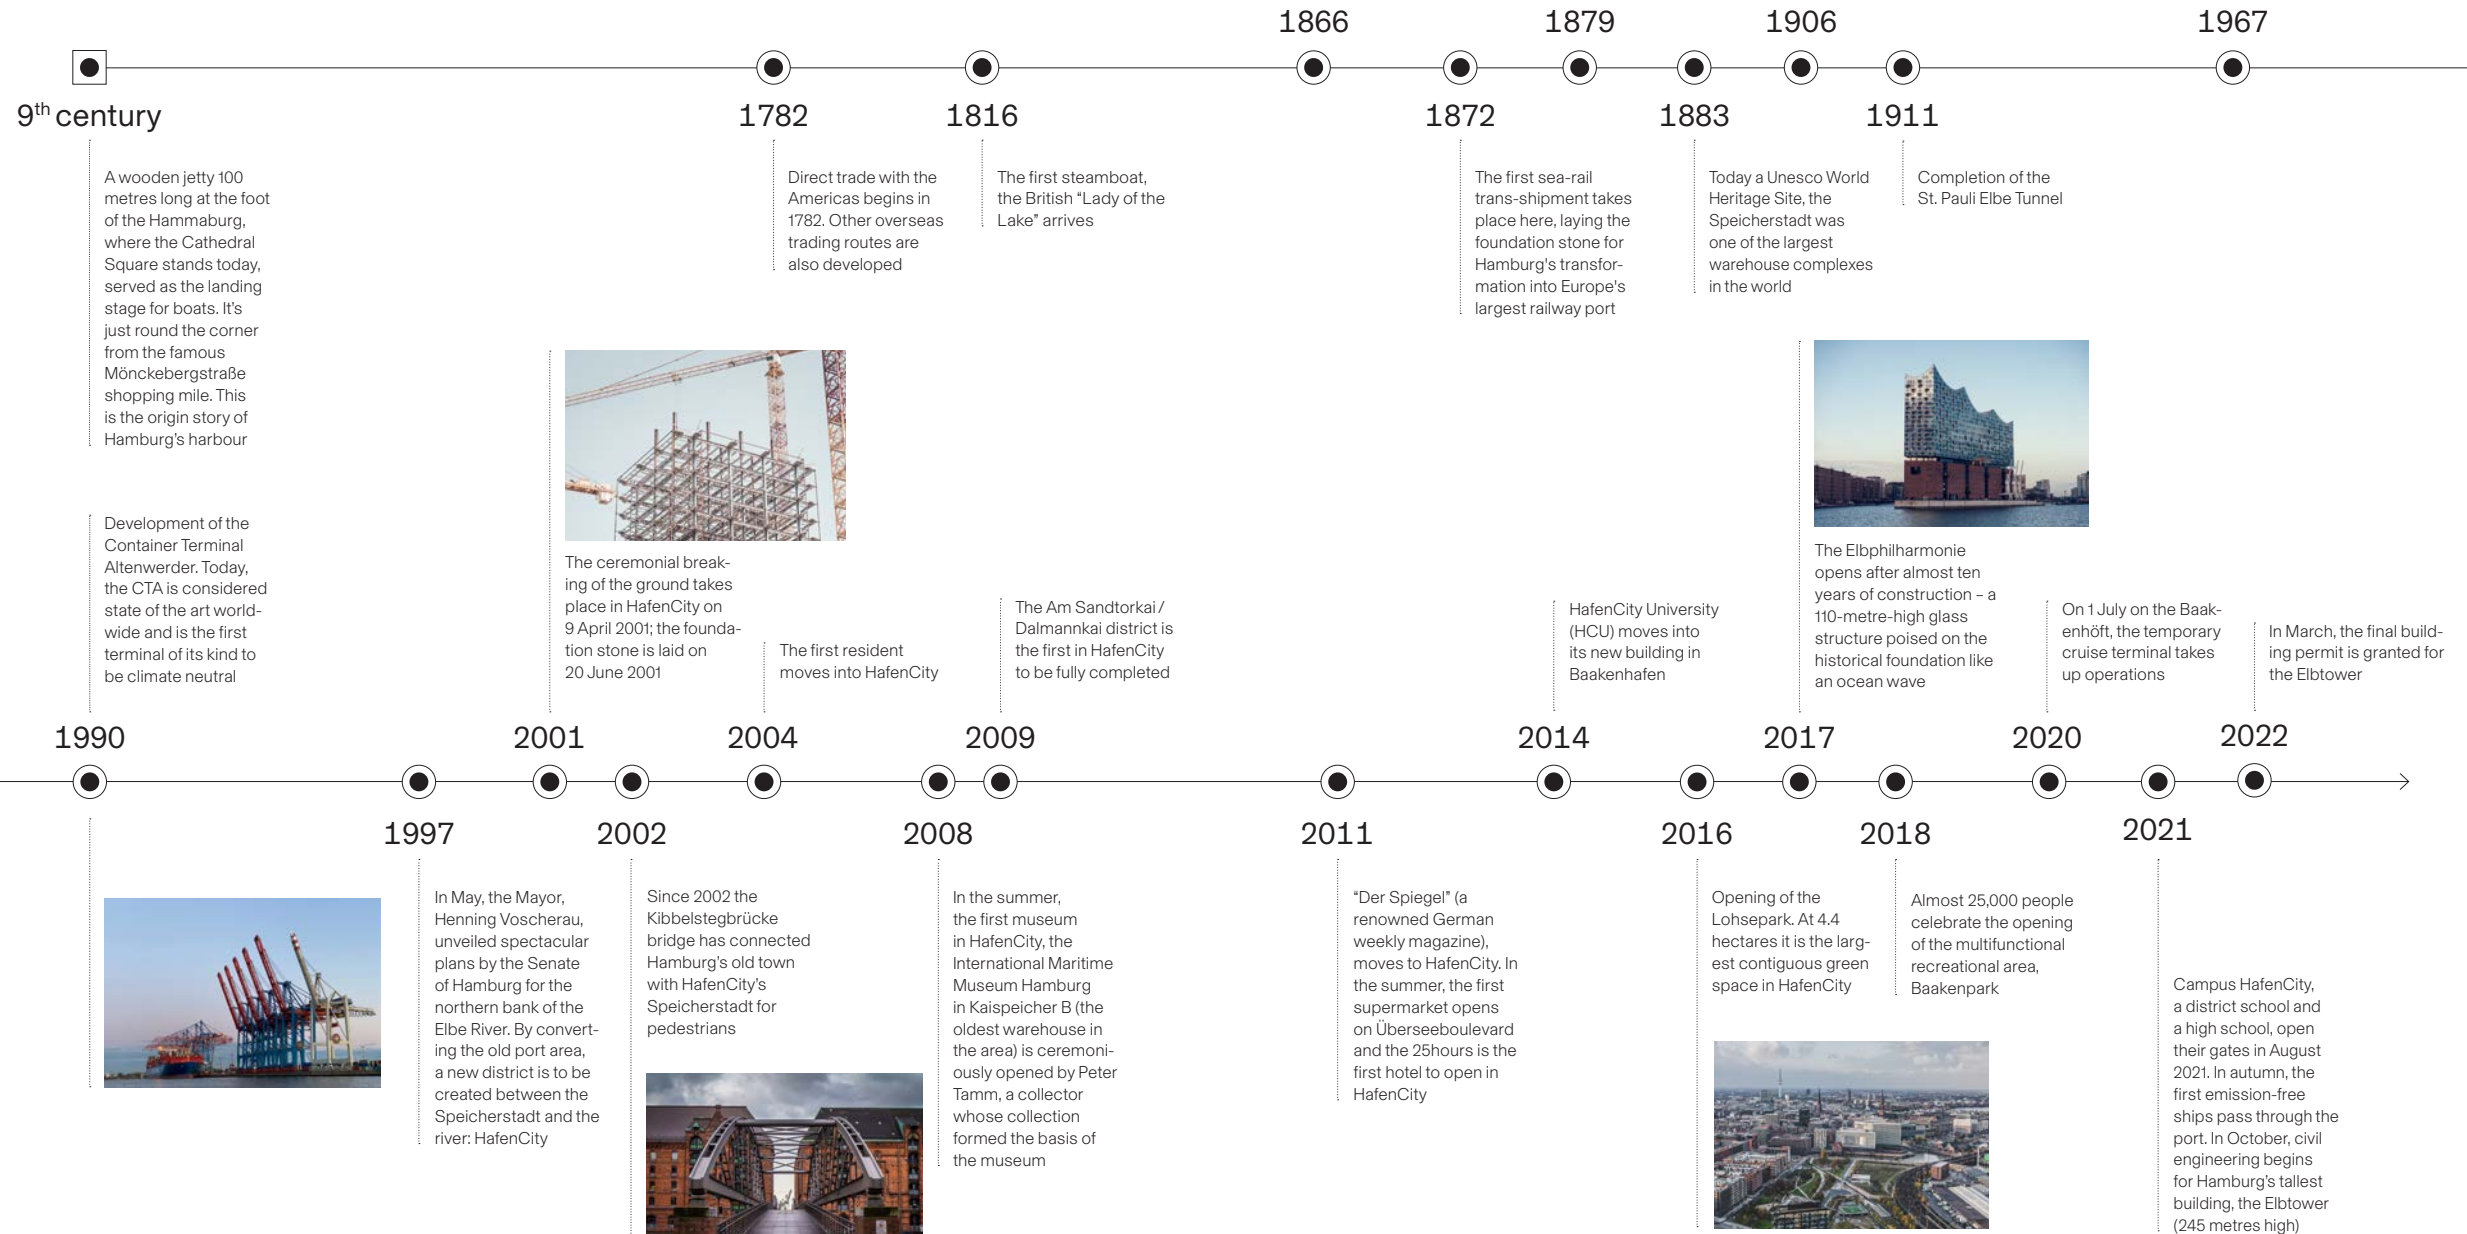 1866
1879
1906
1967
9th century
1782
1816
1872
1883
1911
A wooden jetty 100
metres long at the foot
of the Hammaburg,
where the Cathedral
Square stands today,
served as the landing
stage for boats. It's
just round the corner
from the famous
Mönckebergstraße
shopping mile. This
is the origin story of
Hamburg's harbour
Direct trade with the
Americas begins in
1782. Other overseas
trading routes are
also developed
The first steamboat,
the British “Lady of the
Lake” arrives
The first sea-rail
trans-shipment takes
place here, laying the
foundation stone for
Hamburg's transfor-
mation into Europe's
largest railway port
Today a Unesco World
Heritage Site, the
Speicherstadt was
one of the largest
warehouse complexes
in the world
Completion of the
St. Pauli Elbe Tunnel
Development of the
Container Terminal
Altenwerder. Today,
the CTA is considered
state of the art world-
wide and is the first
terminal of its kind to
be climate neutral
The ceremonial break-
ing of the ground takes
place in HafenCity on
9 April 2001; the founda-
tion stone is laid on
20 June 2001
The first resident
moves into HafenCity
The Am Sandtorkai /
Dalmannkai district is
the first in HafenCity
to be fully completed
HafenCity University
(HCU) moves into
its new building in
Baakenhafen
The Elbphilharmonie
opens after almost ten
years of construction – a
110-metre-high glass
structure poised on the
historical foundation like
an ocean wave
On 1 July on the Baak-
enhöft, the temporary
cruise terminal takes
up operations
In March, the final build-
ing permit is granted for
the Elbtower
1990
2001
2004
2009
2014
2017
2020
2022
1997
2002
2008
2011
2016
2018
2021
In May, the Mayor,
Henning Voscherau,
unveiled spectacular
plans by the Senate
of Hamburg for the
northern bank of the
Elbe River. By convert-
ing the old port area,
a new district is to be
created between the
Speicherstadt and the
river: HafenCity
Since 2002 the
Kibbelstegbrücke
bridge has connected
Hamburg's old town
with HafenCity's
Speicherstadt for
pedestrians
In the summer,
the first museum
in HafenCity, the
International Maritime
Museum Hamburg
in Kaispeicher B (the
oldest warehouse in
the area) is ceremoni-
ously opened by Peter
Tamm, a collector
whose collection
formed the basis of
the museum
“Der Spiegel” (a
renowned German
weekly magazine),
moves to HafenCity. In
the summer, the first
supermarket opens
on Überseeboulevard
and the 25hours is the
first hotel to open in
HafenCity
Opening of the
Lohsepark. At 4.4
hectares it is the larg-
est contiguous green
space in HafenCity
Almost 25,000 people
celebrate the opening
of the multifunctional
recreational area,
Baakenpark
Campus HafenCity,
a district school and
a high school, open
their gates in August
2021. In autumn, the
first emission-free
ships pass through the
port. In October, civil
engineering begins
for Hamburg's tallest
building, the Elbtower
(245 metres high)